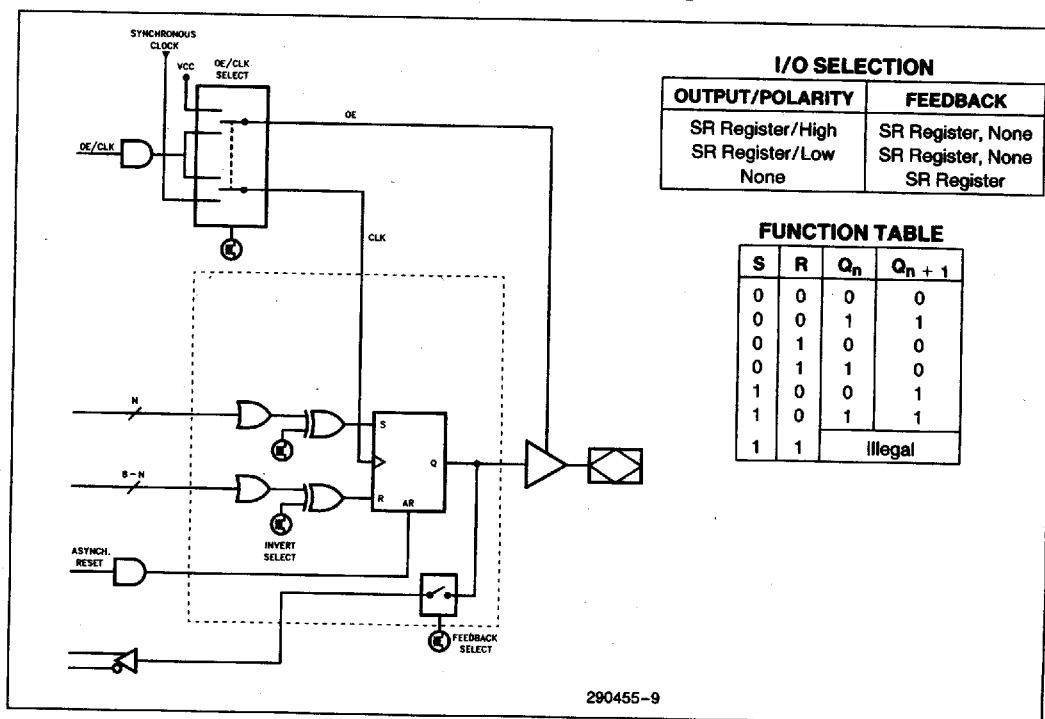 SYNCHRONOUS
CLOCK
VCC
OE/CLK
SELECT
OE
OE/CLK
CLK
N
8-N
S
Q
R
AR
INVERT
SELECT
ASYNCH.
RESET
FEEDBACK
SELECT
I/O SELECTION
OUTPUT/POLARITY FEEDBACK
SR Register/High SR Register, None
SR Register/Low SR Register, None
None SR Register
FUNCTION TABLE
S R Qn Qn + 1
0 0 0 0
0 0 1 1
0 1 0 0
0 1 1 0
1 0 0 1
1 0 1 1
1 1 Illegal
290455-9